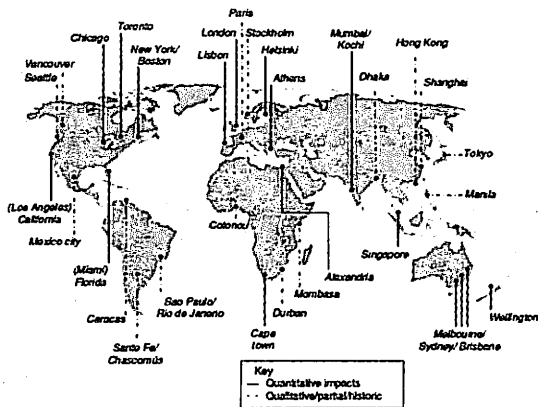 Paris
Toronto
London
Stockholm
Mumbai/
Kochi
Hong Kong
Chicago
New York/
Boston
Lisbon
Helsinki
Vancouver
Seattle
Athens
Dhaka
Shanghai
Tokyo
Manila
(Los Angeles)
California
Cotonou
Mexico city
Singapore
(Miami)
Florida
Alexandria
Sao Paulo/
Rio de Janeiro
Mombasa
Wellington
Caracas
Durban
Cape
town
Melbourne/
Sydney/Brisbane
Santa Fe/
Chascomús
Key
Quantitative impacts
Qualitative/partial/historic